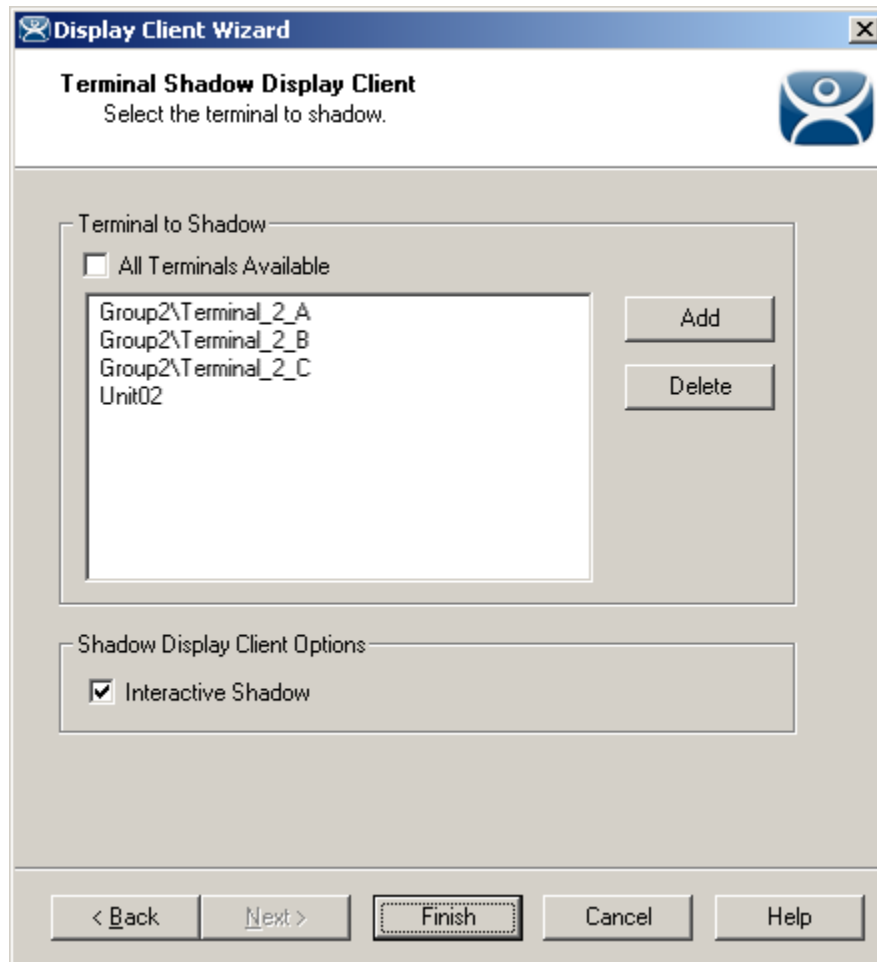 Display Client Wizard
Terminal Shadow Display Client
Select the terminal to shadow.
Terminal to Shadow
All Terminals Available
Group2\Terminal_2_A
Group2\Terminal_2_B
Group2\Terminal_2_C
Unit02
Add
Delete
Shadow Display Client Options
Interactive Shadow
< Back
Next >
Finish
Cancel
Help